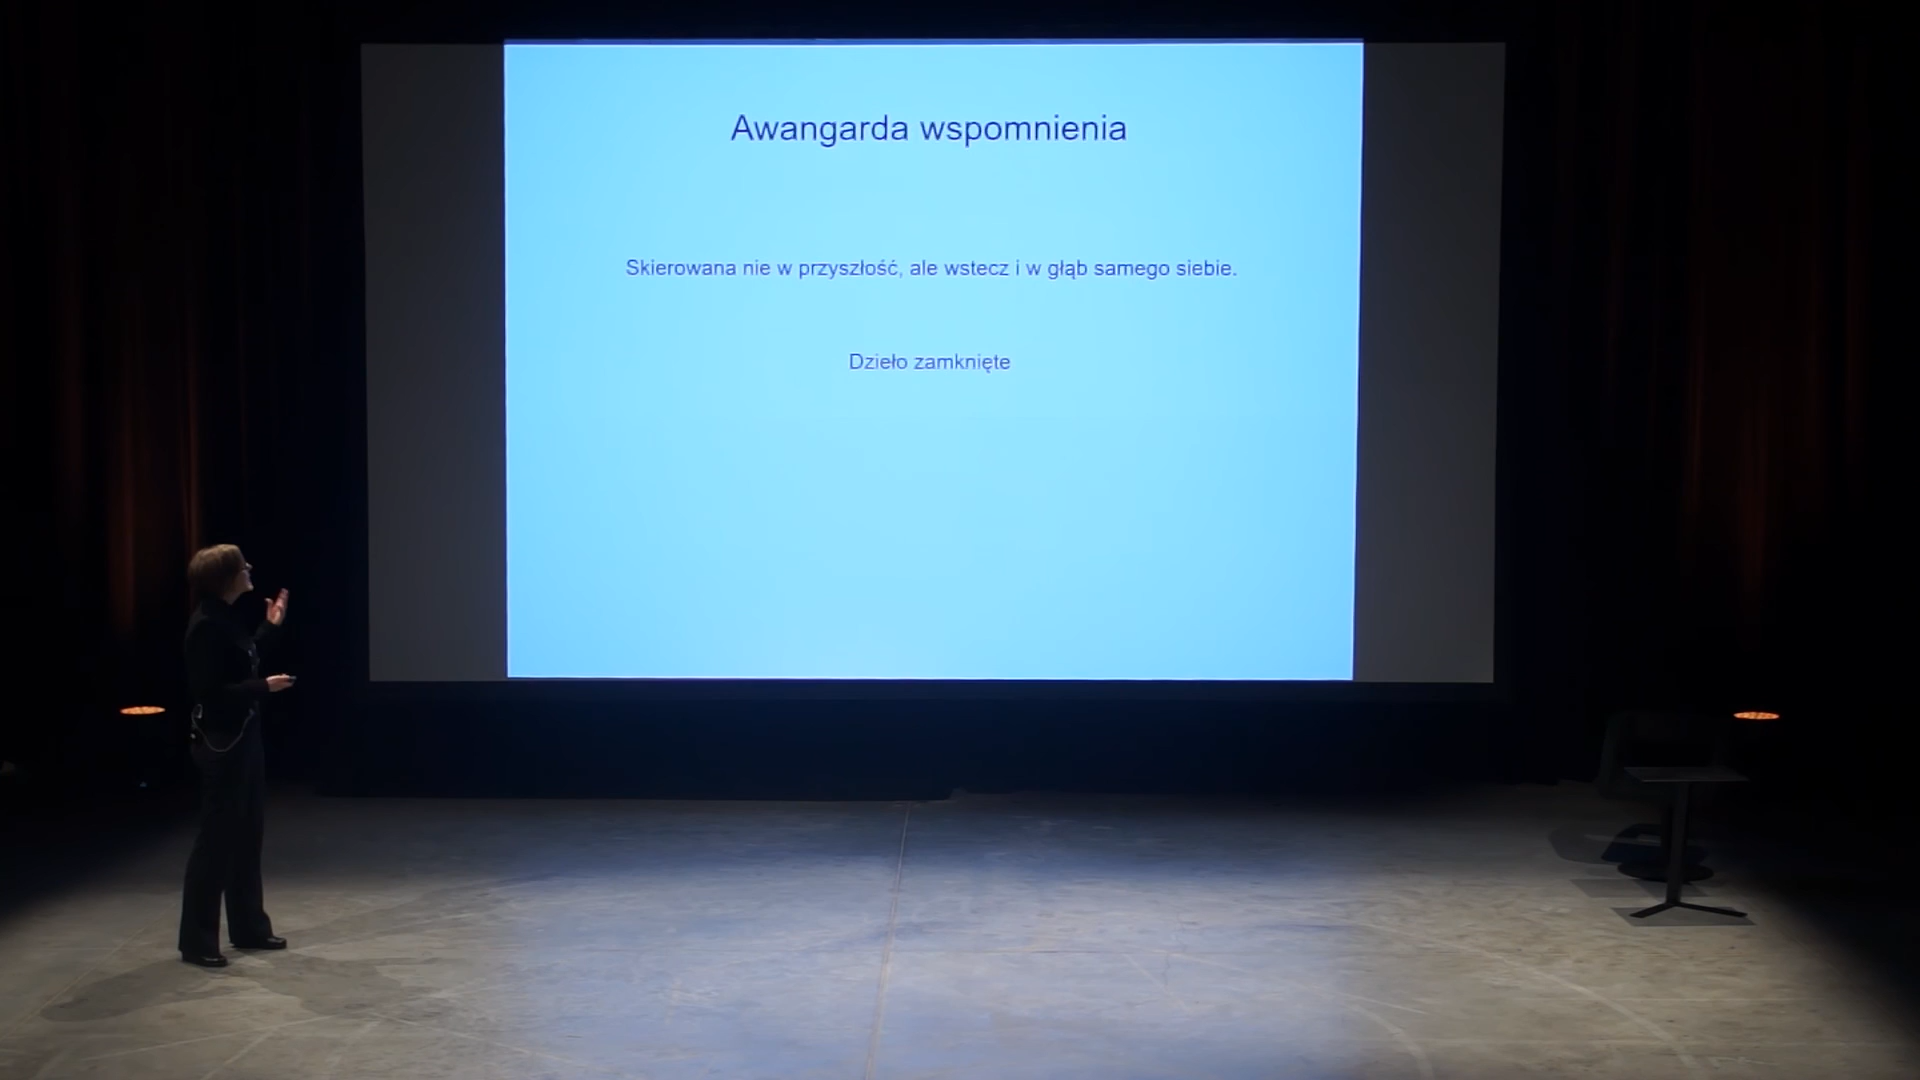 Awangarda wspomnienia
Skierowana nie w przyszłość, ale wstecz i w głąb samego siebie.
Dzieło zamknięte